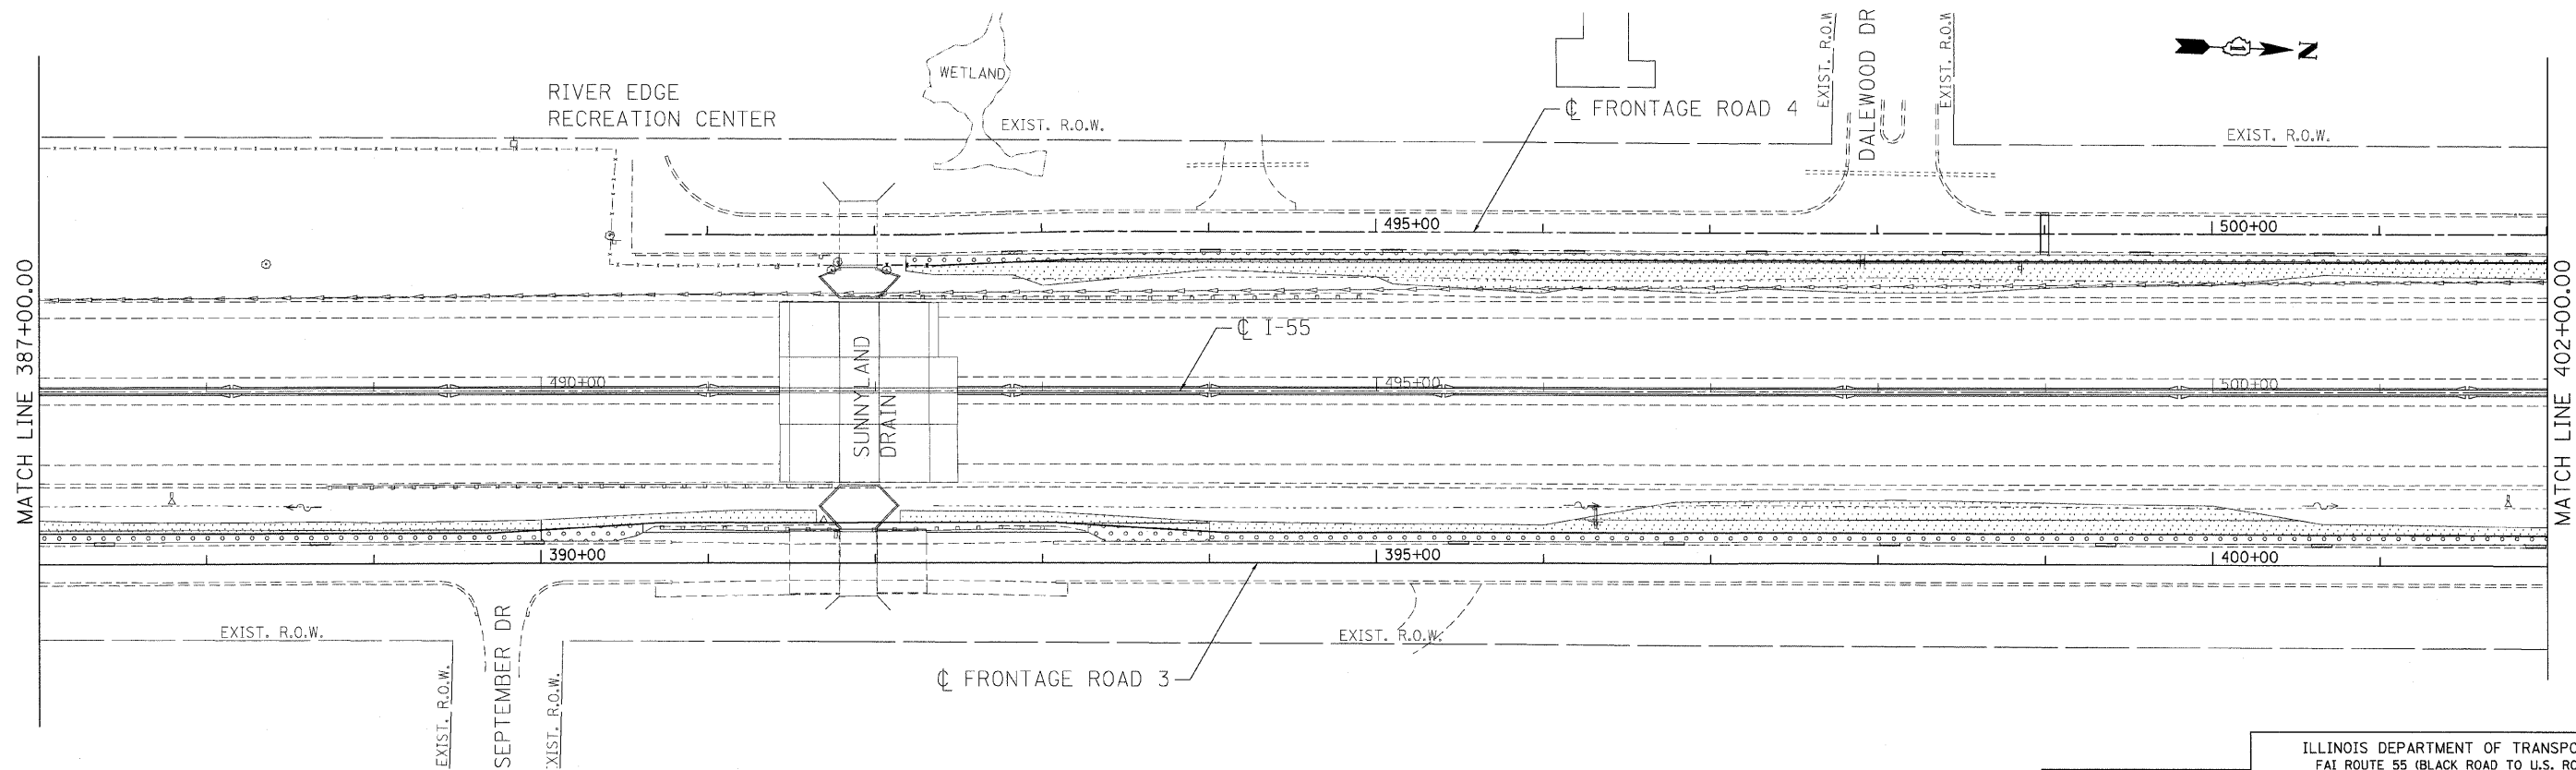 DALEWOOD DR
EXIST. R.O.W.
EXIST. R.O.W.
N
WETLAND
RIVER EDGE
RECREATION CENTER
EXIST. R.O.W.
℄ FRONTAGE ROAD 4
EXIST. R.O.W.
495+00
500+00
MATCH LINE 387+00.00
MATCH LINE 402+00.00
℄ I-55
SUNNYLAND
DRAIN
490+00
495+00
500+00
390+00
395+00
400+00
EXIST. R.O.W.
SEPTEMBER DR
EXIST. R.O.W.
EXIST. R.O.W.
EXIST. R.O.W.
℄ FRONTAGE ROAD 3
ILLINOIS DEPARTMENT OF
FAI ROUTE 55 (BLACK ROAD TO U.S.